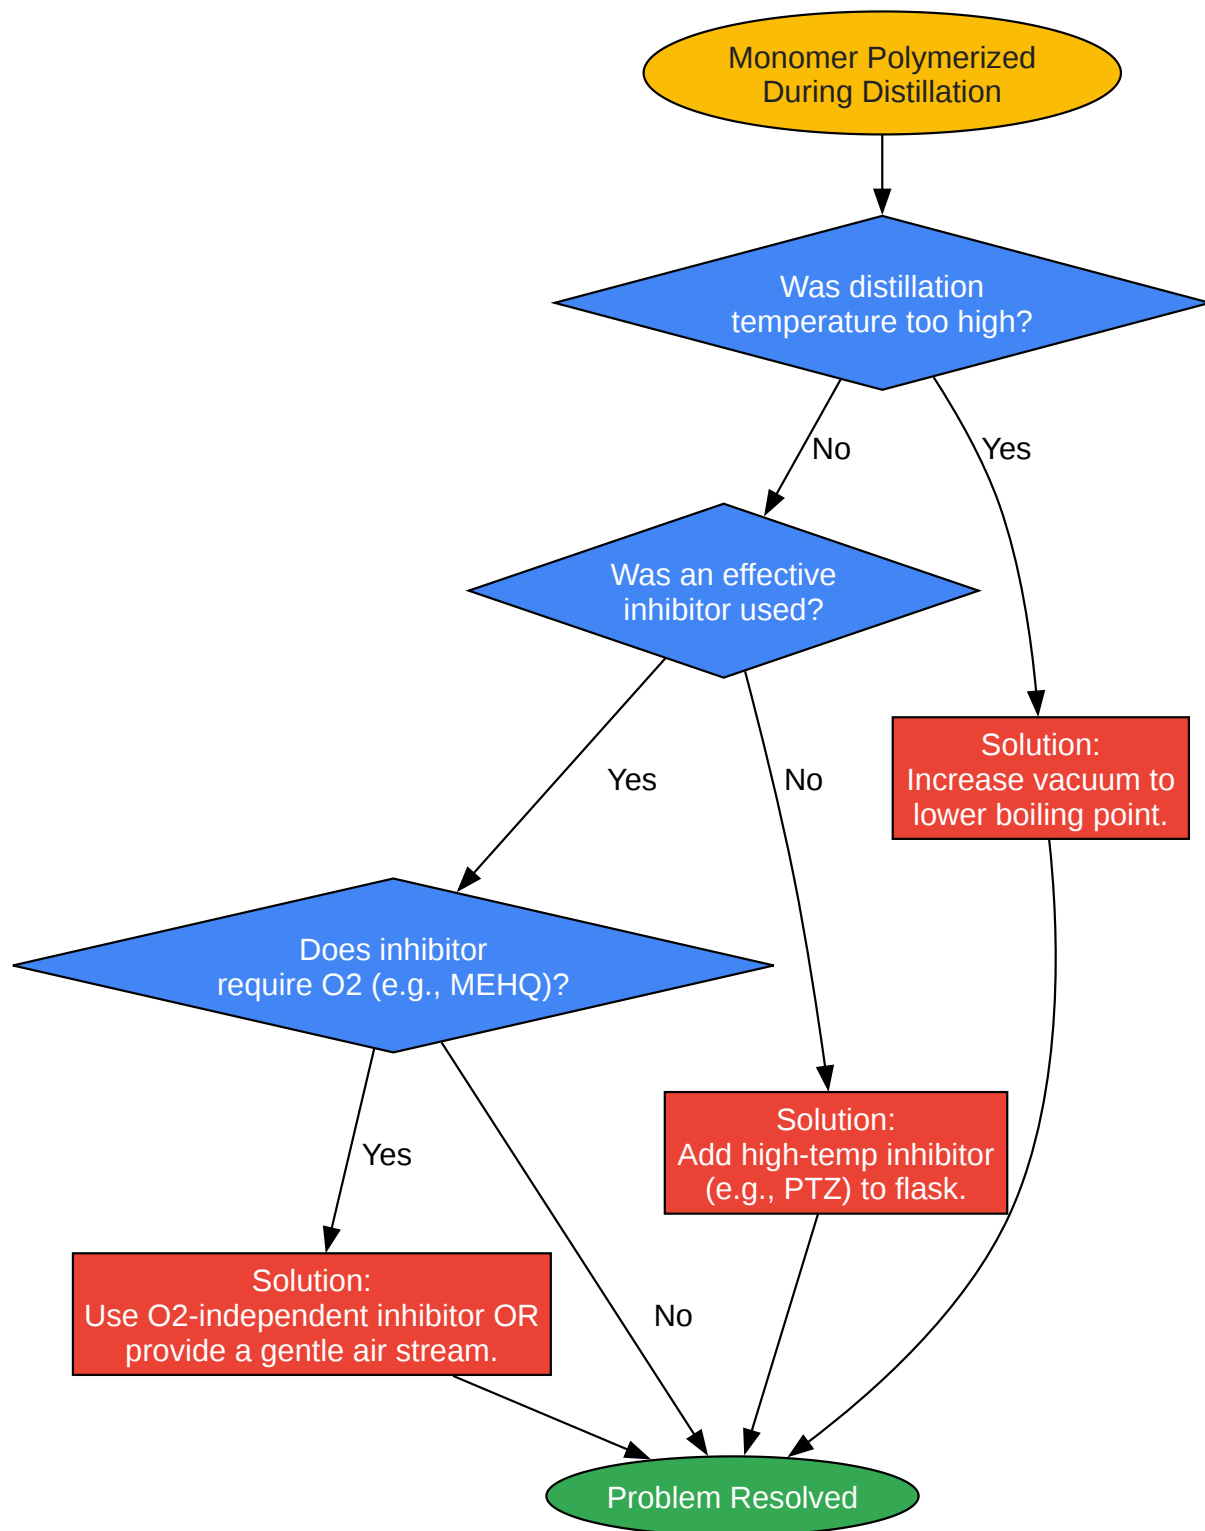 Monomer Polymerized
During Distillation
Was distillation
temperature too high?
No
Yes
Was an effective
inhibitor used?
Yes
No
Solution:
Increase vacuum to
lower boiling point.
Does inhibitor
require O2 (e.g., MEHQ)?
Yes
No
Solution:
Add high-temp inhibitor
(e.g., PTZ) to flask.
Solution:
Use O2-independent inhibitor OR
provide a gentle air stream.
Problem Resolved